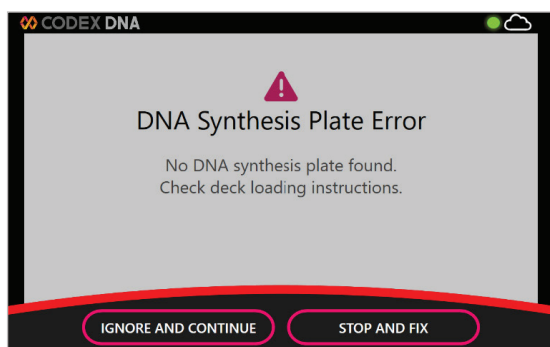 CODEX DNA
DNA Synthesis Plate Error
No DNA synthesis plate found.
Check deck loading instructions.
IGNORE AND CONTINUE
STOP AND FIX